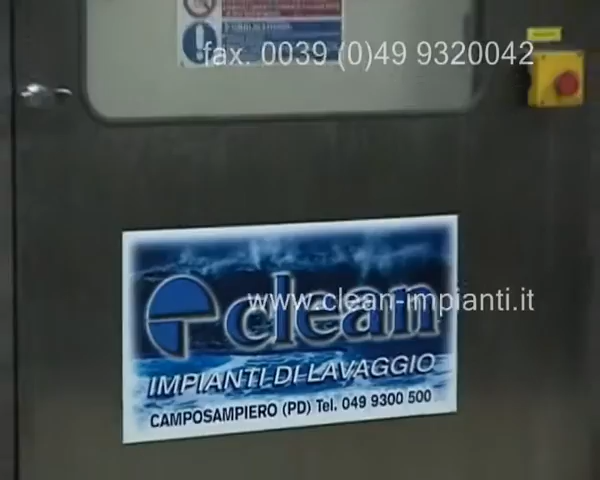 fax. 0039 (0)49 9320042
www.clean-impianti.it
clean
IMPIANTI DI LAVAGGIO
CAMPOSAMPIERO (PD) Tel. 049 9300 500